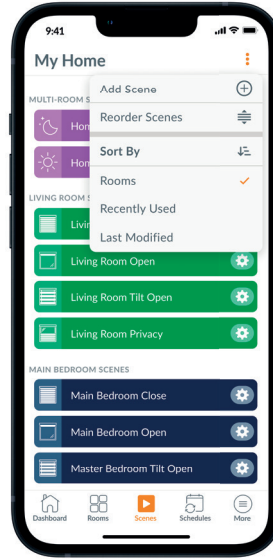 9:41
My Home
Add Scene
MULTI-ROOM S
Reorder Scenes
Hom
Sort By
Hom
Rooms
LIVING ROOM S
Recently Used
Livin
Last Modified
Living Room Open
Living Room Tilt Open
Living Room Privacy
MAIN BEDROOM SCENES
Main Bedroom Close
Main Bedroom Open
Master Bedroom Tilt Open
Dashboard Rooms Scenes Schedules More